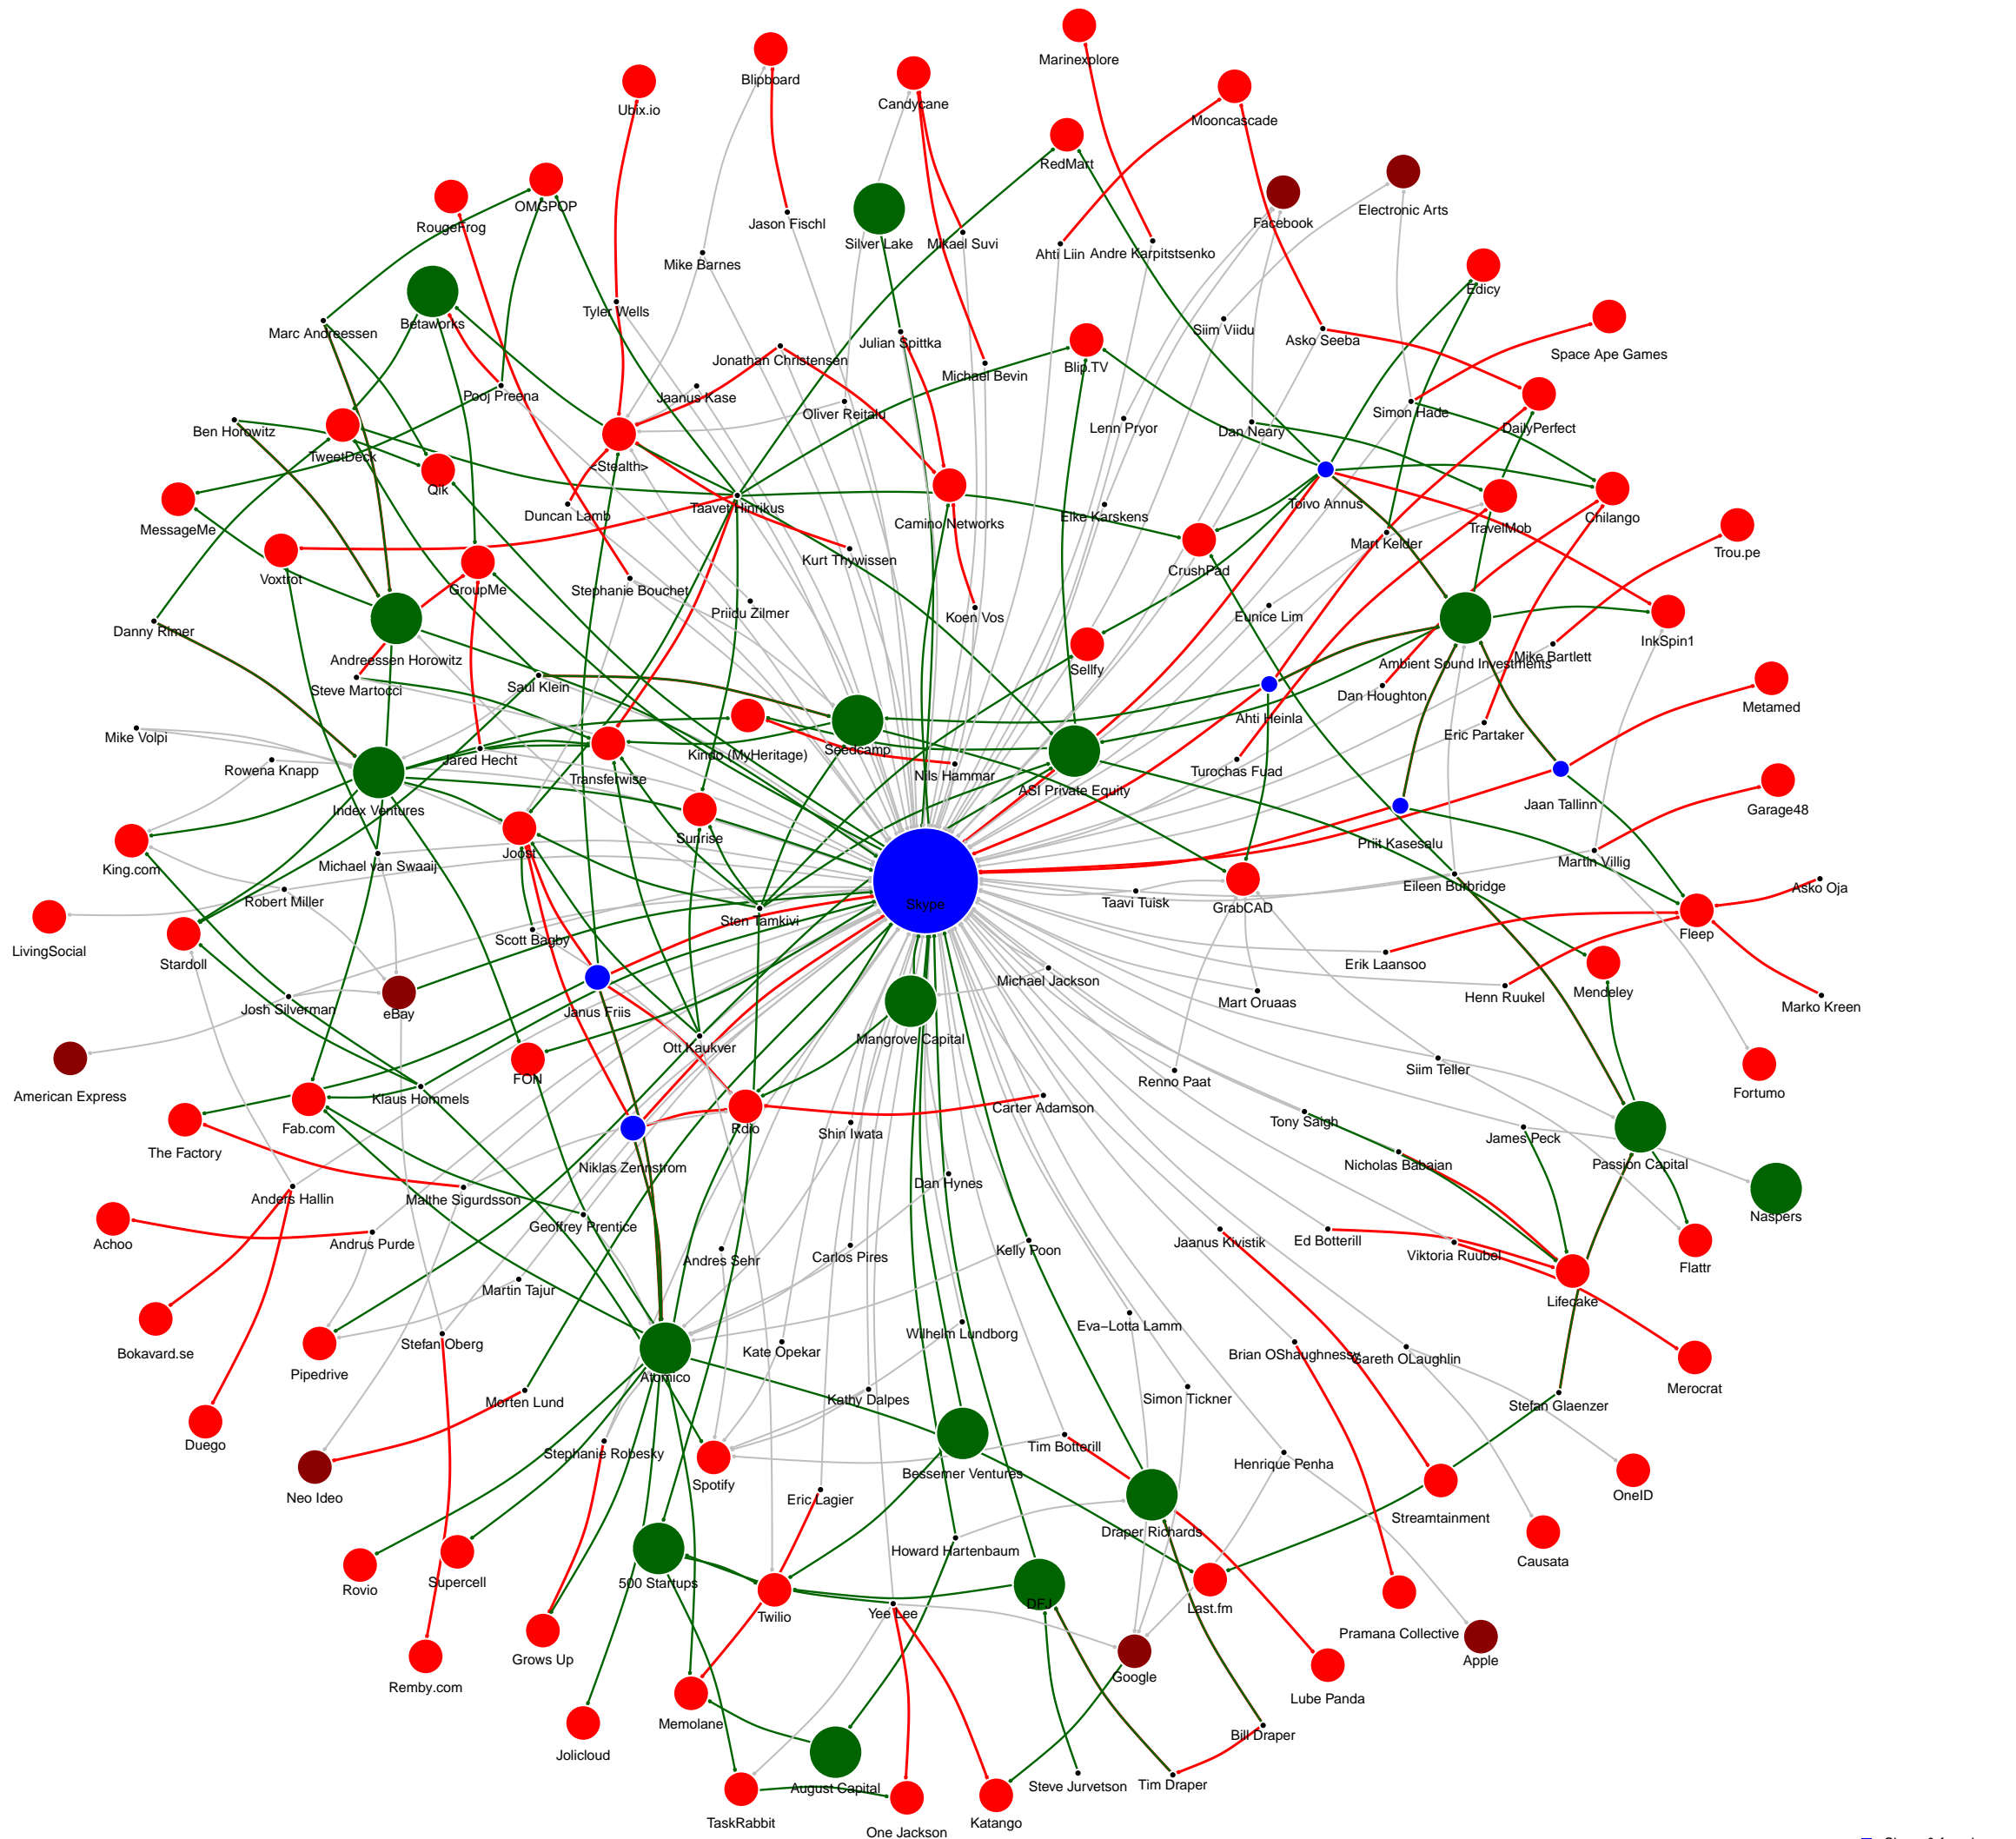 Marinexplore
Blipboard
Candycane
Ubix.io
Mooncascade
RedMart
OMGPOP
Electronic Arts
RougeFrog
Jason Fischl
Facebook
Silver Lake
Mikael Suvi
Ahti Liin
Andre Karpitstsenko
Mike Barnes
Edicy
Tyler Wells
Betaworks
Siim Viidu
Marc Andreessen
Julian Spittka
Asko Seeba
Space Ape Games
Jonathan Christensen
Blip.TV
Michael Bevin
Pooj Preena
Jaanus Kase
Oliver Reitalu
Simon Hade
Lenn Pryor
DailyPerfect
Ben Horowitz
Dan Neary
TweetDeck
<Stealth>
Qik
Toivo Annus
MessageMe
Taavet Hinrikus
Duncan Lamb
Elke Karskens
Camino Networks
TravelMob
Chilango
Mart Kelder
Trou.pe
Voxtrot
Kurt Thywissen
CrushPad
GroupMe
Stephanie Bouchet
Priidu Zilmer
Koen Vos
Eunice Lim
Danny Rimer
InkSpin1
Mike Bartlett
Andreessen Horowitz
Sellfy
Ambient Sound Investments
Steve Martocci
Saul Klein
Dan Houghton
Metamed
Ahti Heinla
Mike Volpi
Eric Partaker
Seedcamp
Kindo (MyHeritage)
Jared Hecht
Rowena Knapp
Nils Hammar
Turochas Fuad
Transferwise
ASI Private Equity
Jaan Tallinn
Index Ventures
Garage48
Sunrise
Priit Kasesalu
Joost
Michael van Swaaij
King.com
Martin Villig
Eileen Burbridge
Asko Oja
Robert Miller
Skype
Taavi Tuisk
GrabCAD
Sten Tamkivi
Fleep
Scott Bagby
LivingSocial
Stardoll
Erik Laansoo
Michael Jackson
Mendeley
Henn Ruukel
Mart Oruaas
Marko Kreen
Josh Silverman
eBay
Janus Friis
Mangrove Capital
Ott Kaukver
Siim Teller
FON
Renno Paat
American Express
Fortumo
Klaus Hommels
Carter Adamson
Tony Saigh
Fab.com
Rdio
Shin Iwata
James Peck
The Factory
Passion Capital
Nicholas Babaian
Niklas Zennstrom
Dan Hynes
Anders Hallin
Malthe Sigurdsson
Naspers
Geoffrey Prentice
Achoo
Andrus Purde
Jaanus Kivistik
Ed Botterill
Kelly Poon
Viktoria Ruubel
Andres Sehr
Carlos Pires
Flattr
Martin Tajur
Lifecake
Eva-Lotta Lamm
Wilhelm Lundborg
Stefan Oberg
Kate Opekar
Bokavard.se
Brian OShaughnessy
Gareth OLaughlin
Pipedrive
Atomico
Merocrat
Kathy Dalpes
Simon Tickner
Morten Lund
Stefan Glaenzer
Duego
Tim Botterill
Stephanie Robesky
Henrique Penha
Bessemer Ventures
Spotify
Neo Ideo
OneID
Eric Lagier
Streamtainment
Draper Richards
Howard Hartenbaum
Causata
500 Startups
Supercell
Rovio
DFJ
Last.fm
Yee Lee
Twilio
Pramana Collective
Apple
Grows Up
Google
Remby.com
Lube Panda
Memolane
Bill Draper
Jolicloud
August Capital
Steve Jurvetson
Tim Draper
TaskRabbit
Katango
One Jackson